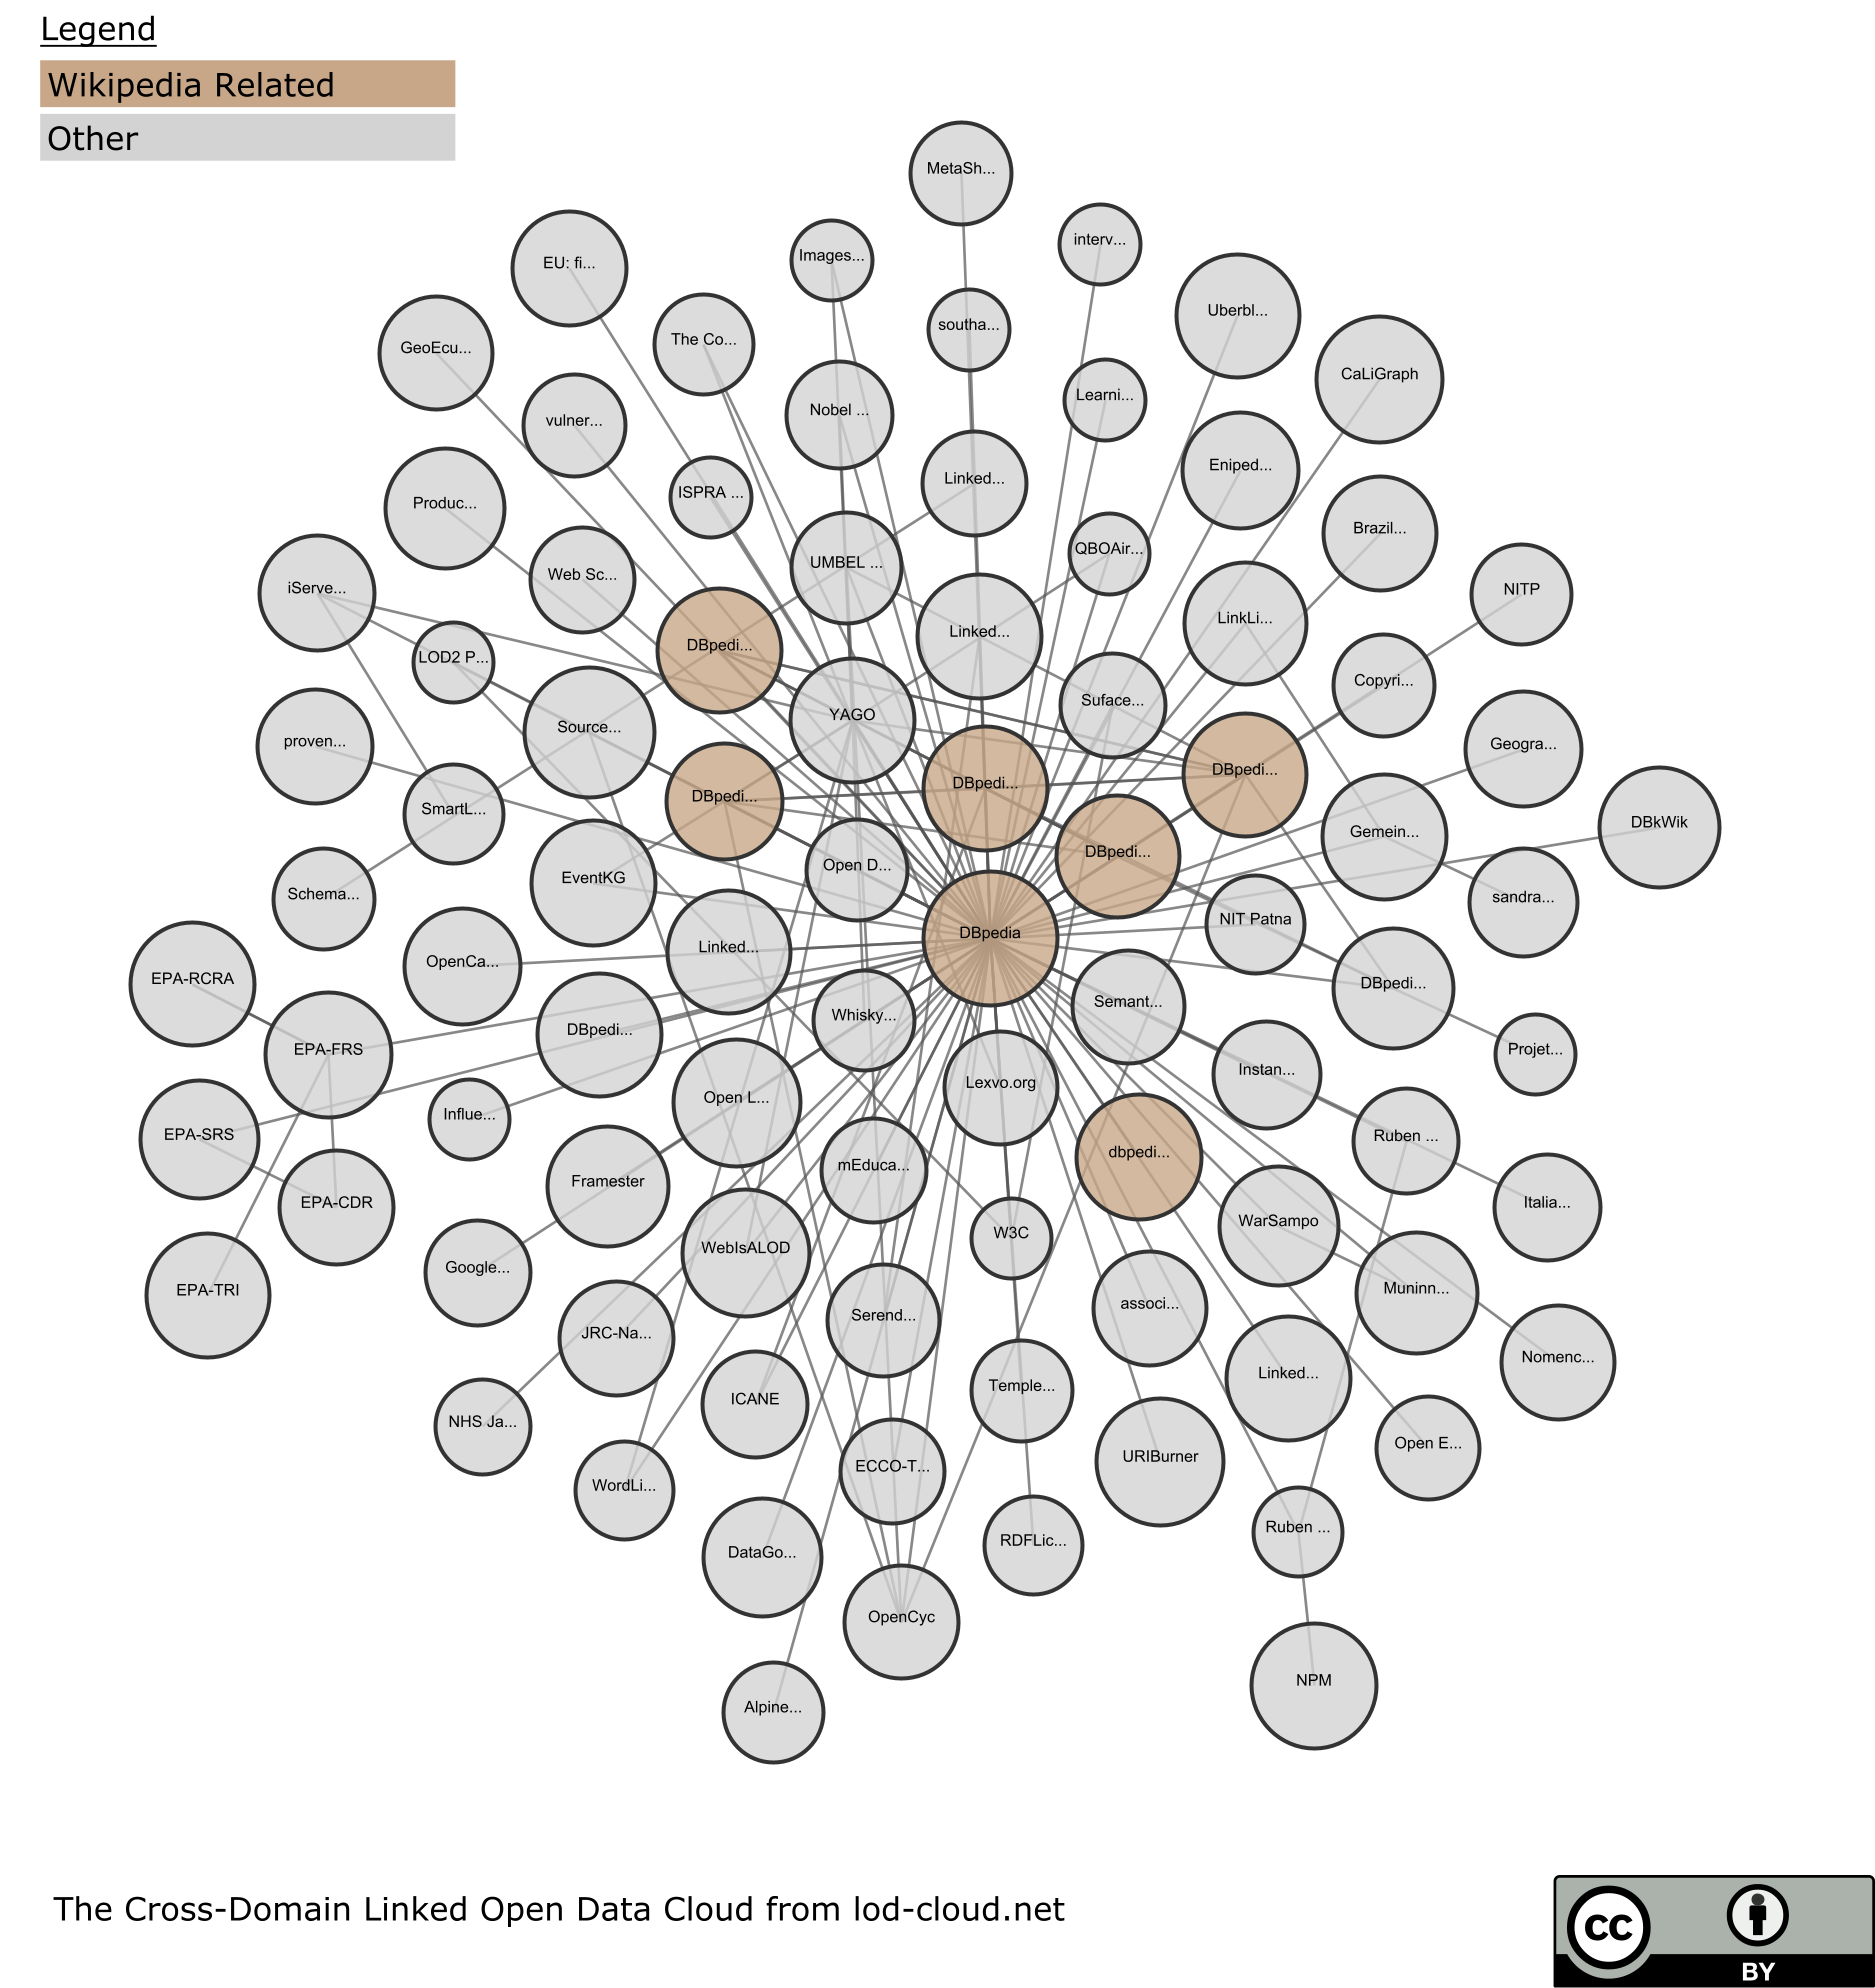 Legend
Wikipedia Related
Other
MetaSh...
interv...
Images...
EU: fi...
Uberbl...
southa...
The Co...
GeoEcu...
CaLiGraph
Learni...
Nobel ...
vulner...
Eniped...
Linked...
ISPRA ...
Produc...
Brazil...
QBOAir...
UMBEL ...
Web Sc...
iServe...
NITP
LinkLi...
Linked...
DBpedi...
LOD2 P...
Copyri...
Suface...
YAGO
Source...
proven...
Geogra...
DBpedi...
DBpedi...
DBpedi...
SmartL...
DBkWik
Gemein...
DBpedi...
Open D...
EventKG
Schema...
sandra...
NIT Patna
DBpedia
Linked...
OpenCa...
EPA-RCRA
DBpedi...
Semant...
Whisky...
DBpedi...
EPA-FRS
Projet...
Instan...
Lexvo.org
Open L...
Influe...
EPA-SRS
Ruben ...
dbpedi...
mEduca...
Framester
EPA-CDR
Italia...
WarSampo
W3C
WebIsALOD
Google...
EPA-TRI
Muninn...
associ...
Serend...
JRC-Na...
Nomenc...
Linked...
Temple...
ICANE
NHS Ja...
Open E...
URIBurner
ECCO-T...
WordLi...
Ruben ...
RDFLic...
DataGo...
OpenCyc
NPM
Alpine...
The Cross-Domain Linked Open Data Cloud from lod-cloud.net
cc
BY